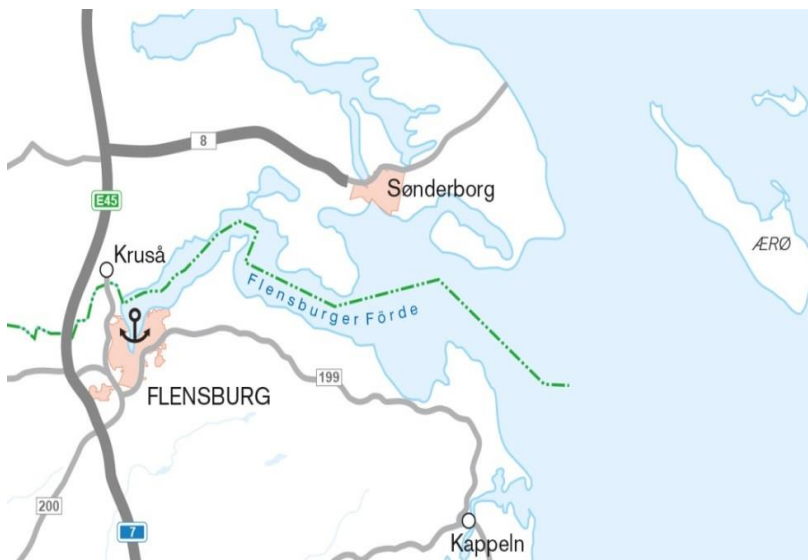 8
Sønderborg
E45
ÆRØ
Kruså
Flensburger Förde
199
FLENSBURG
200
7
Kappeln